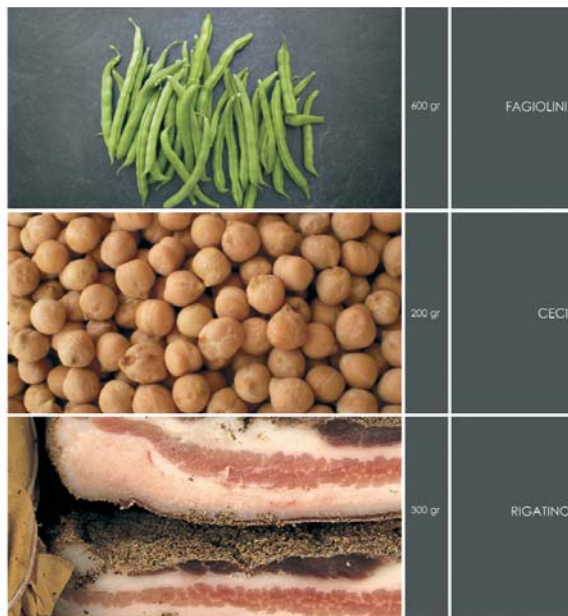 600 gr
FAGIOLINI
200 gr
CECI
300 gr
RIGATINO